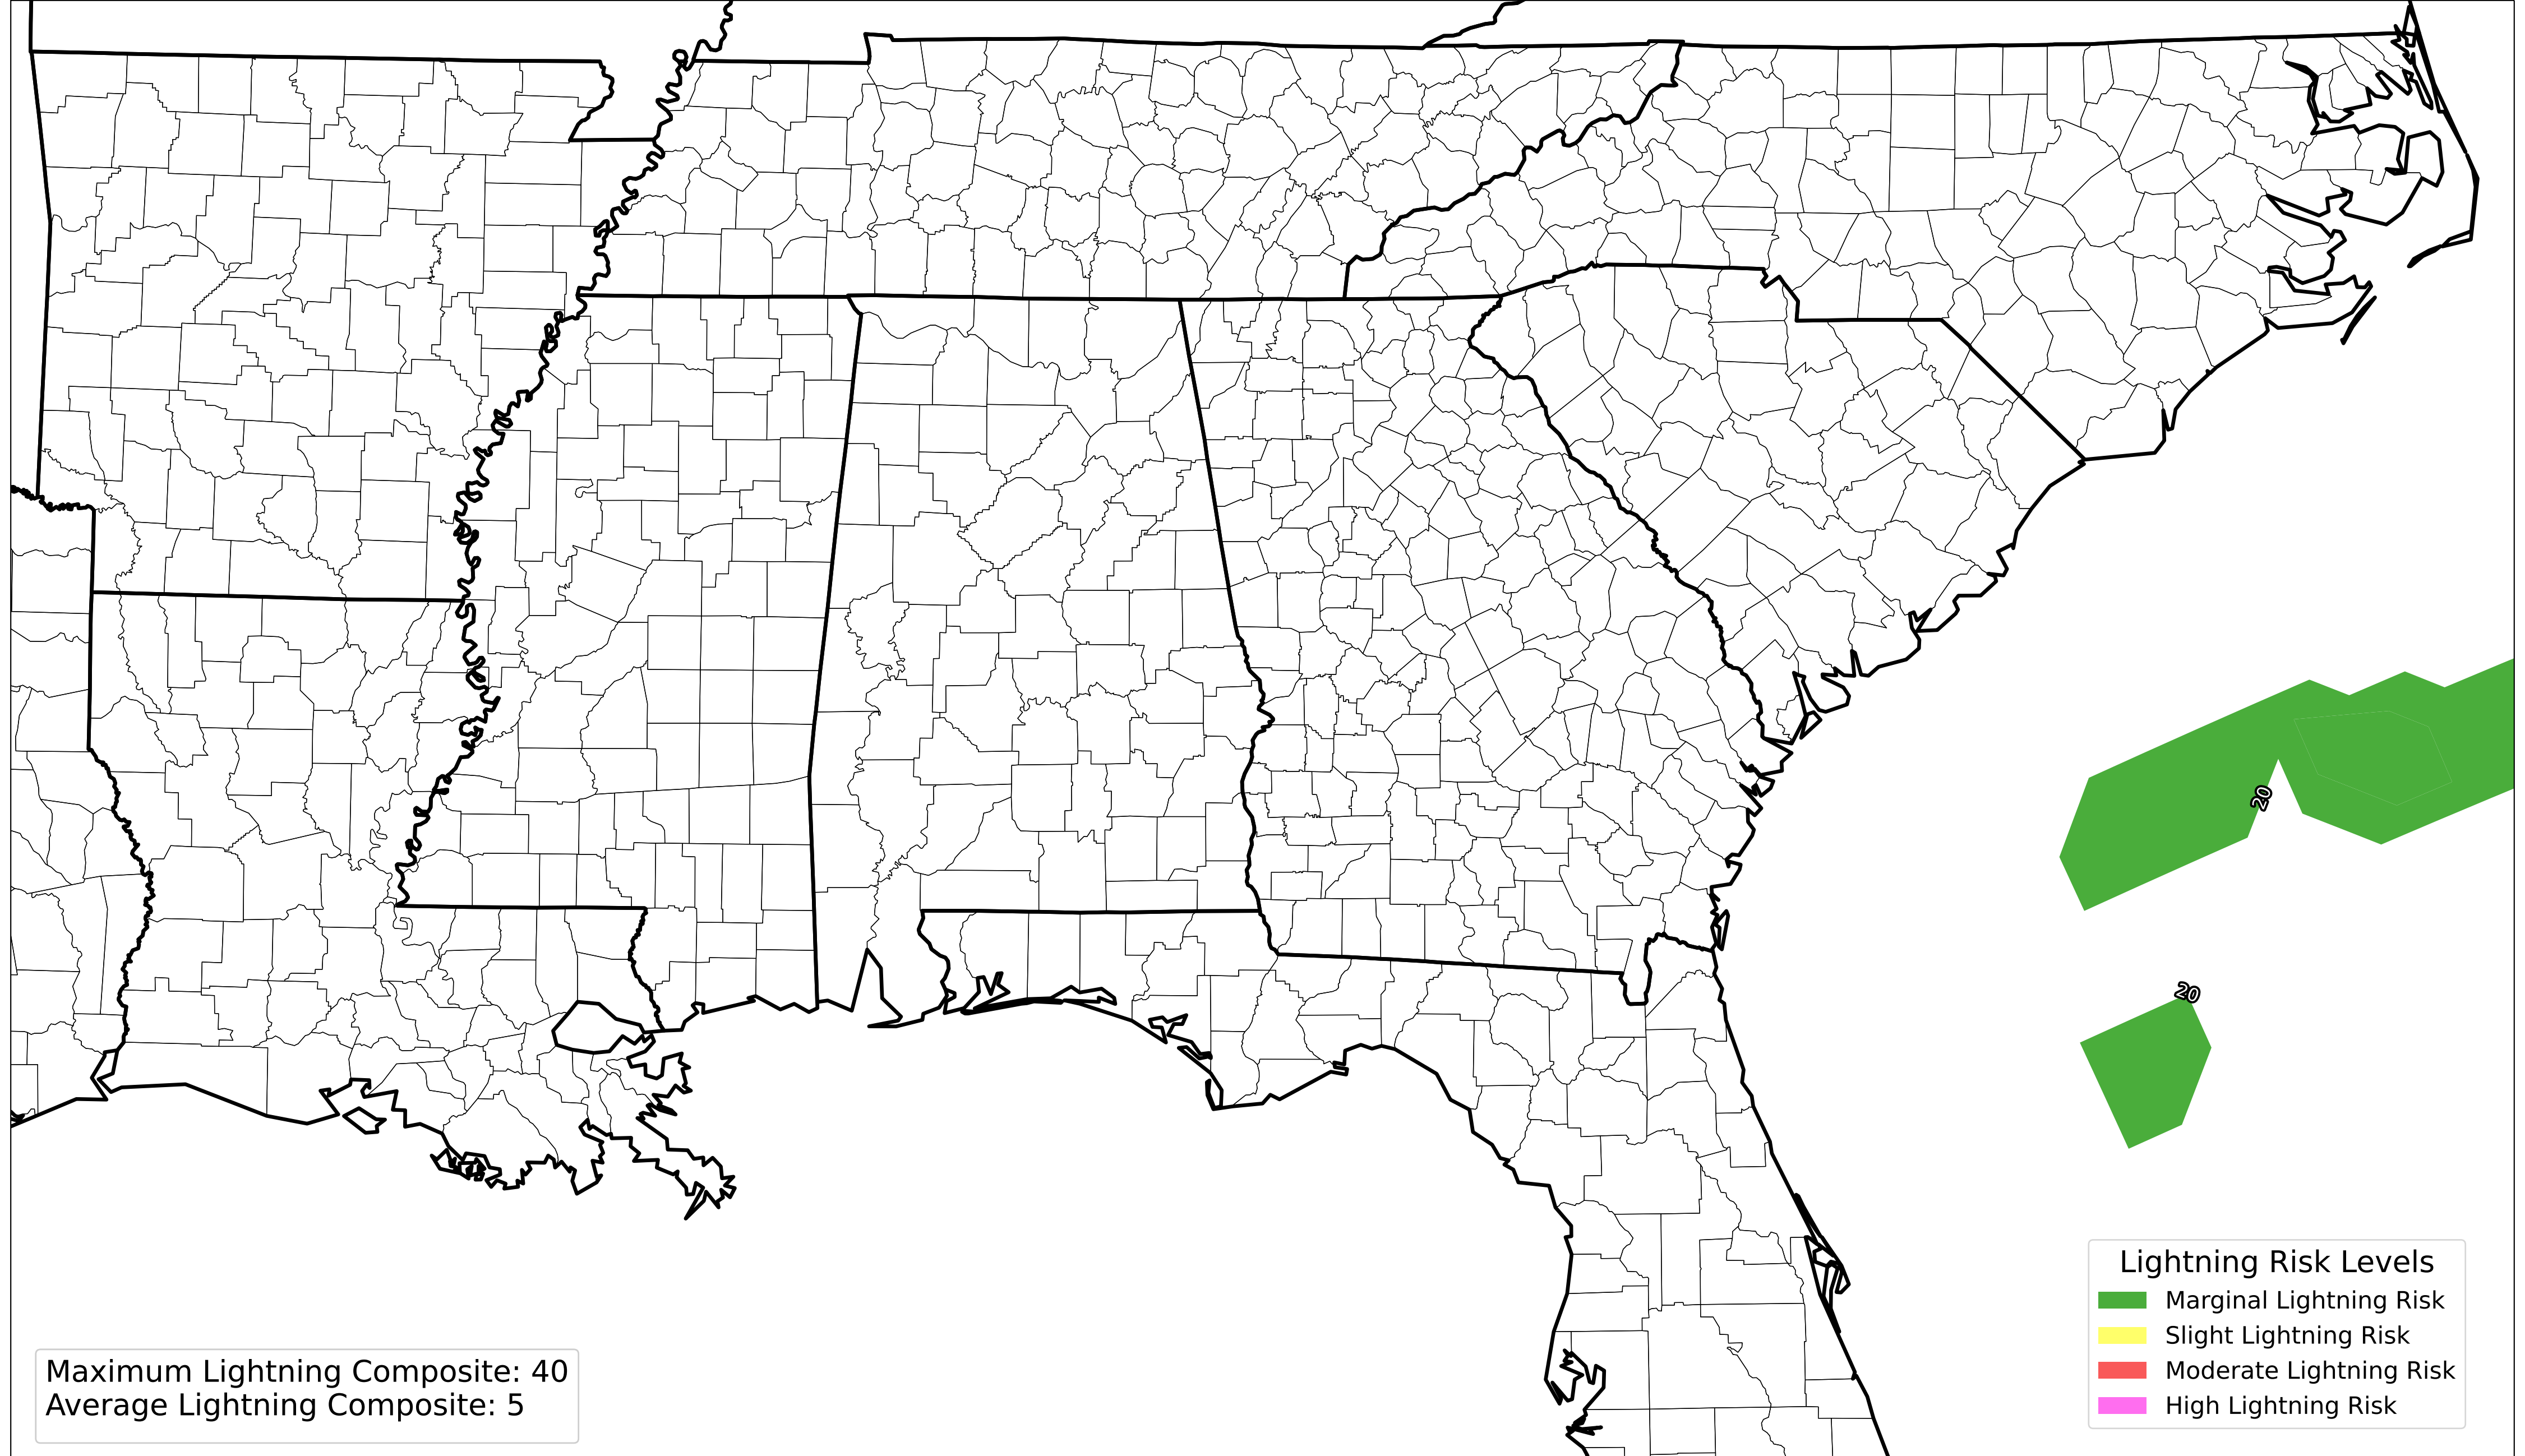 20
20
Lightning Risk Levels
Marginal Lightning Risk
Slight Lightning Risk
Moderate Lightning Risk
High Lightning Risk
Maximum Lightning Composite: 40
Average Lightning Composite: 5